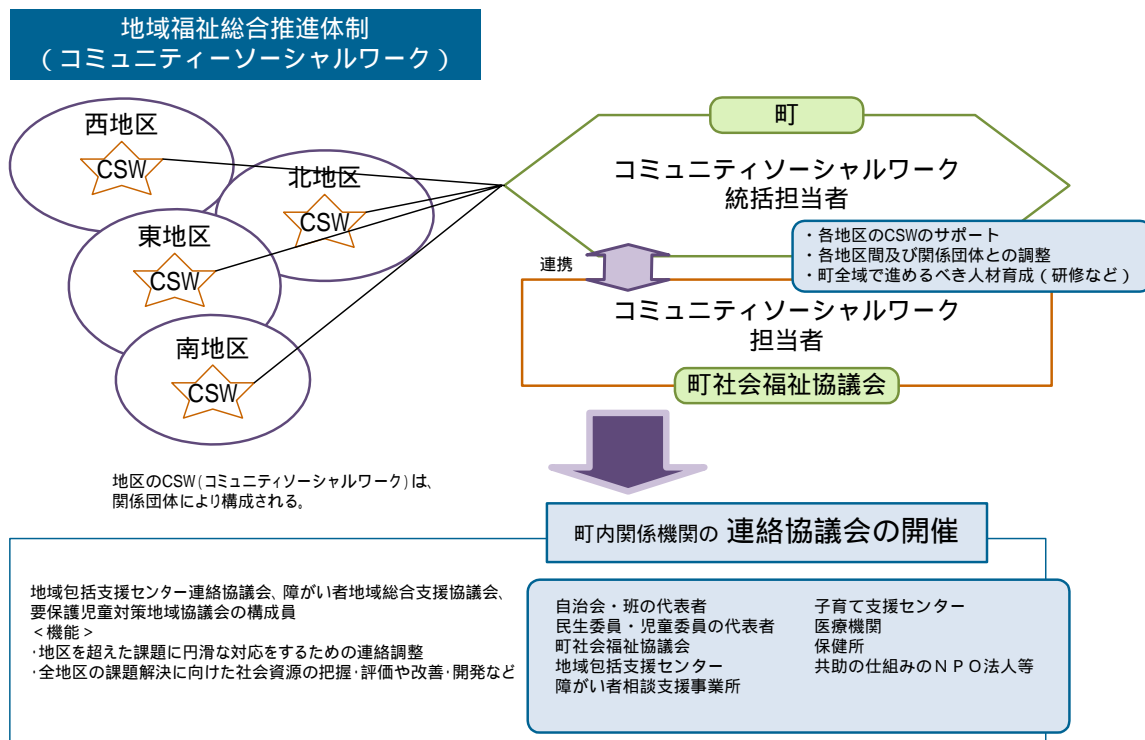 地域福祉総合推進体制
（コミュニティーソーシャルワーク）
西地区
CSW
北地区
CSW
東地区
CSW
南地区
CSW
町
コミュニティソーシャルワーク
統括担当者
・各地区のCSWのサポート
・各地区間及び関係団体との調整
・町全域で進めるべき人材育成（研修など）
連携
コミュニティソーシャルワーク
担当者
町社会福祉協議会
地区のCSW(コミュニティソーシャルワーク)は、
関係団体により構成される。
町内関係機関の 連絡協議会の開催
地域包括支援センター連絡協議会、障がい者地域総合支援協議会、
要保護児童対策地域協議会の構成員
＜機能＞
・地区を超えた課題に円滑な対応をするための連絡調整
・全地区の課題解決に向けた社会資源の把握・評価や改善・開発など
自治会・班の代表者
民生委員・児童委員の代表者
町社会福祉協議会
地域包括支援センター
障がい者相談支援事業所
子育て支援センター
医療機関
保健所
共助の仕組みのＮＰＯ法人等